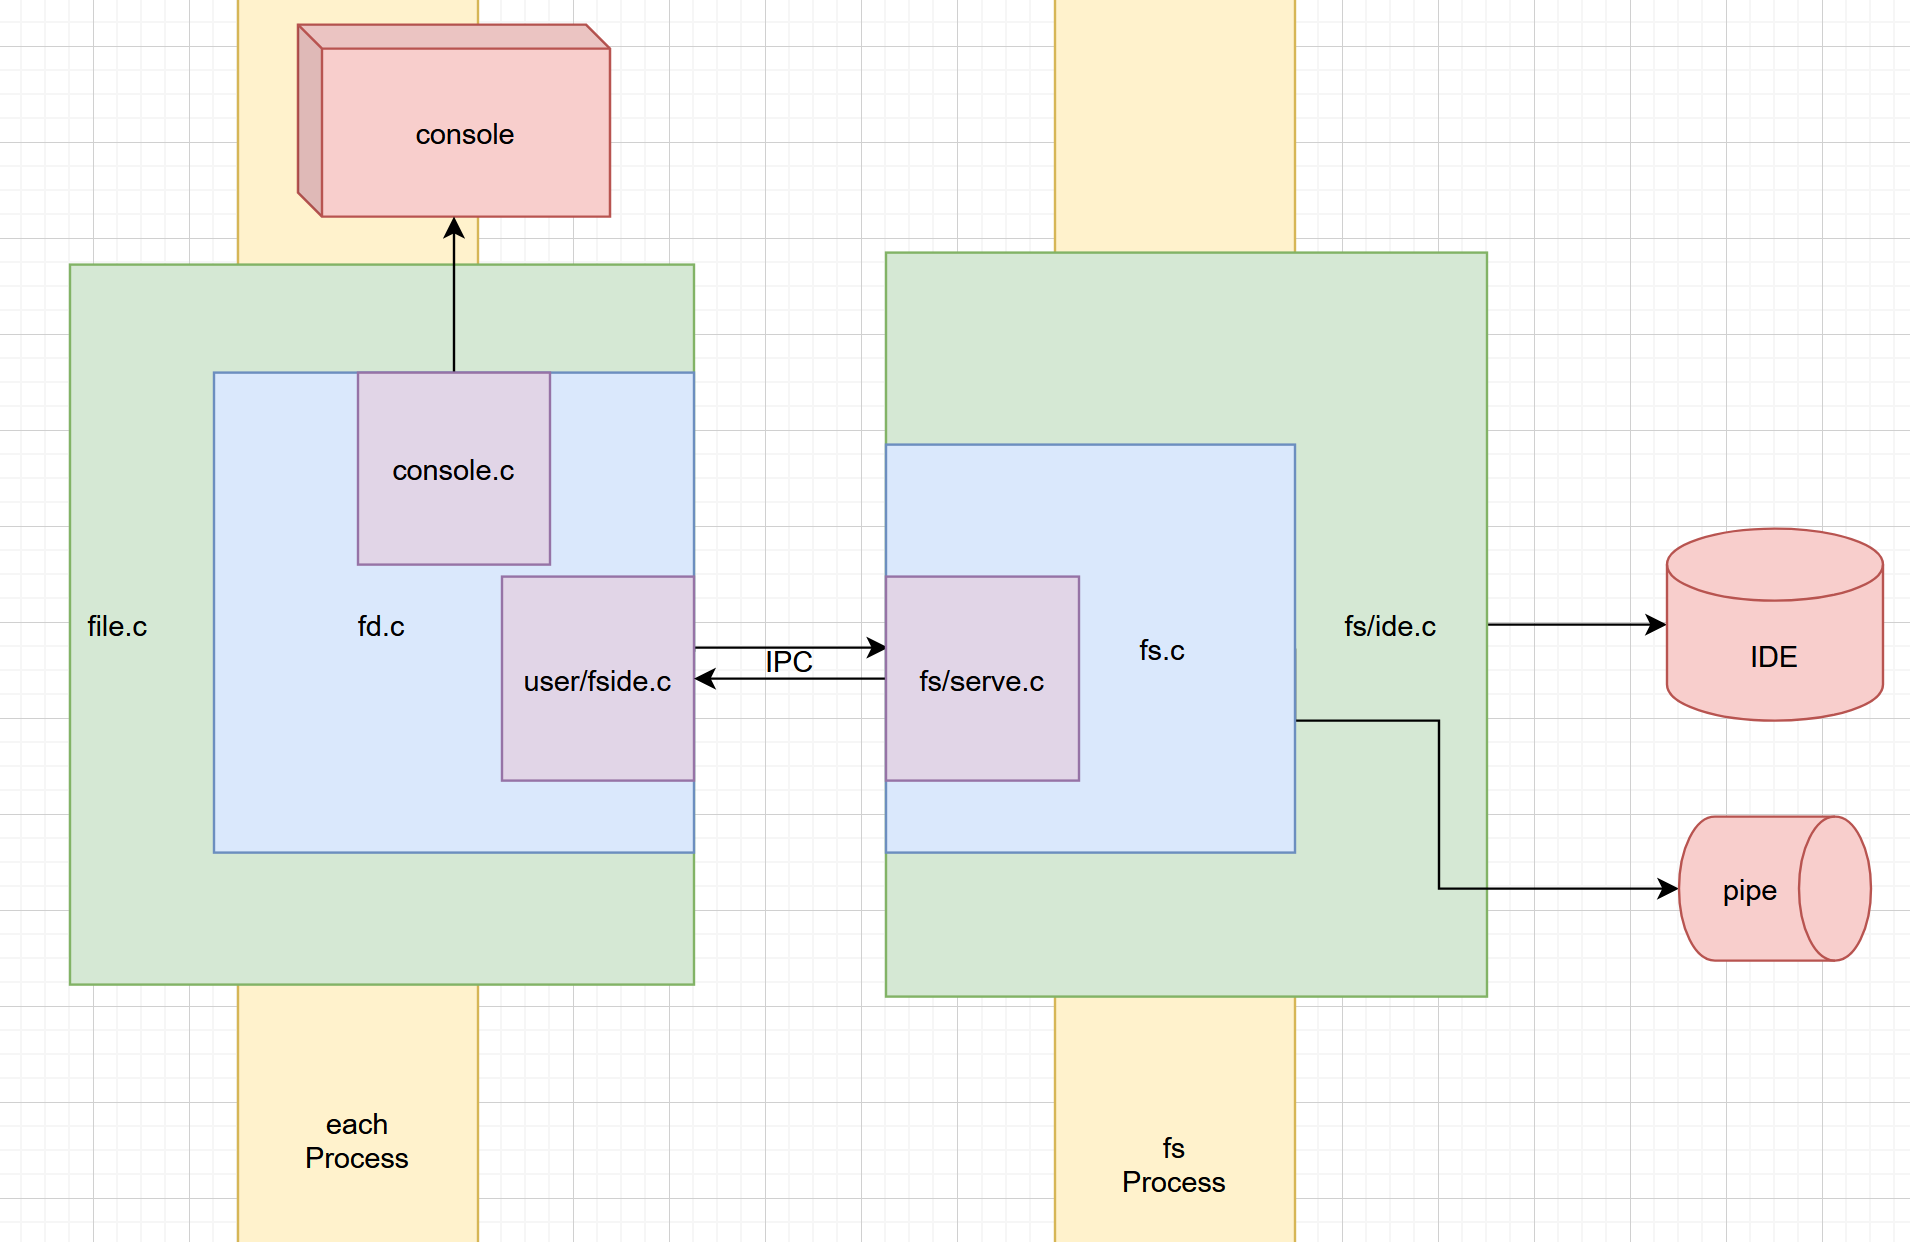 console
console.c
file.c
fd.c
user/fside.c
IPC
fs/serve.c
fs.c
fs/ide.c
IDE
pipe
each
Process
fs
Process